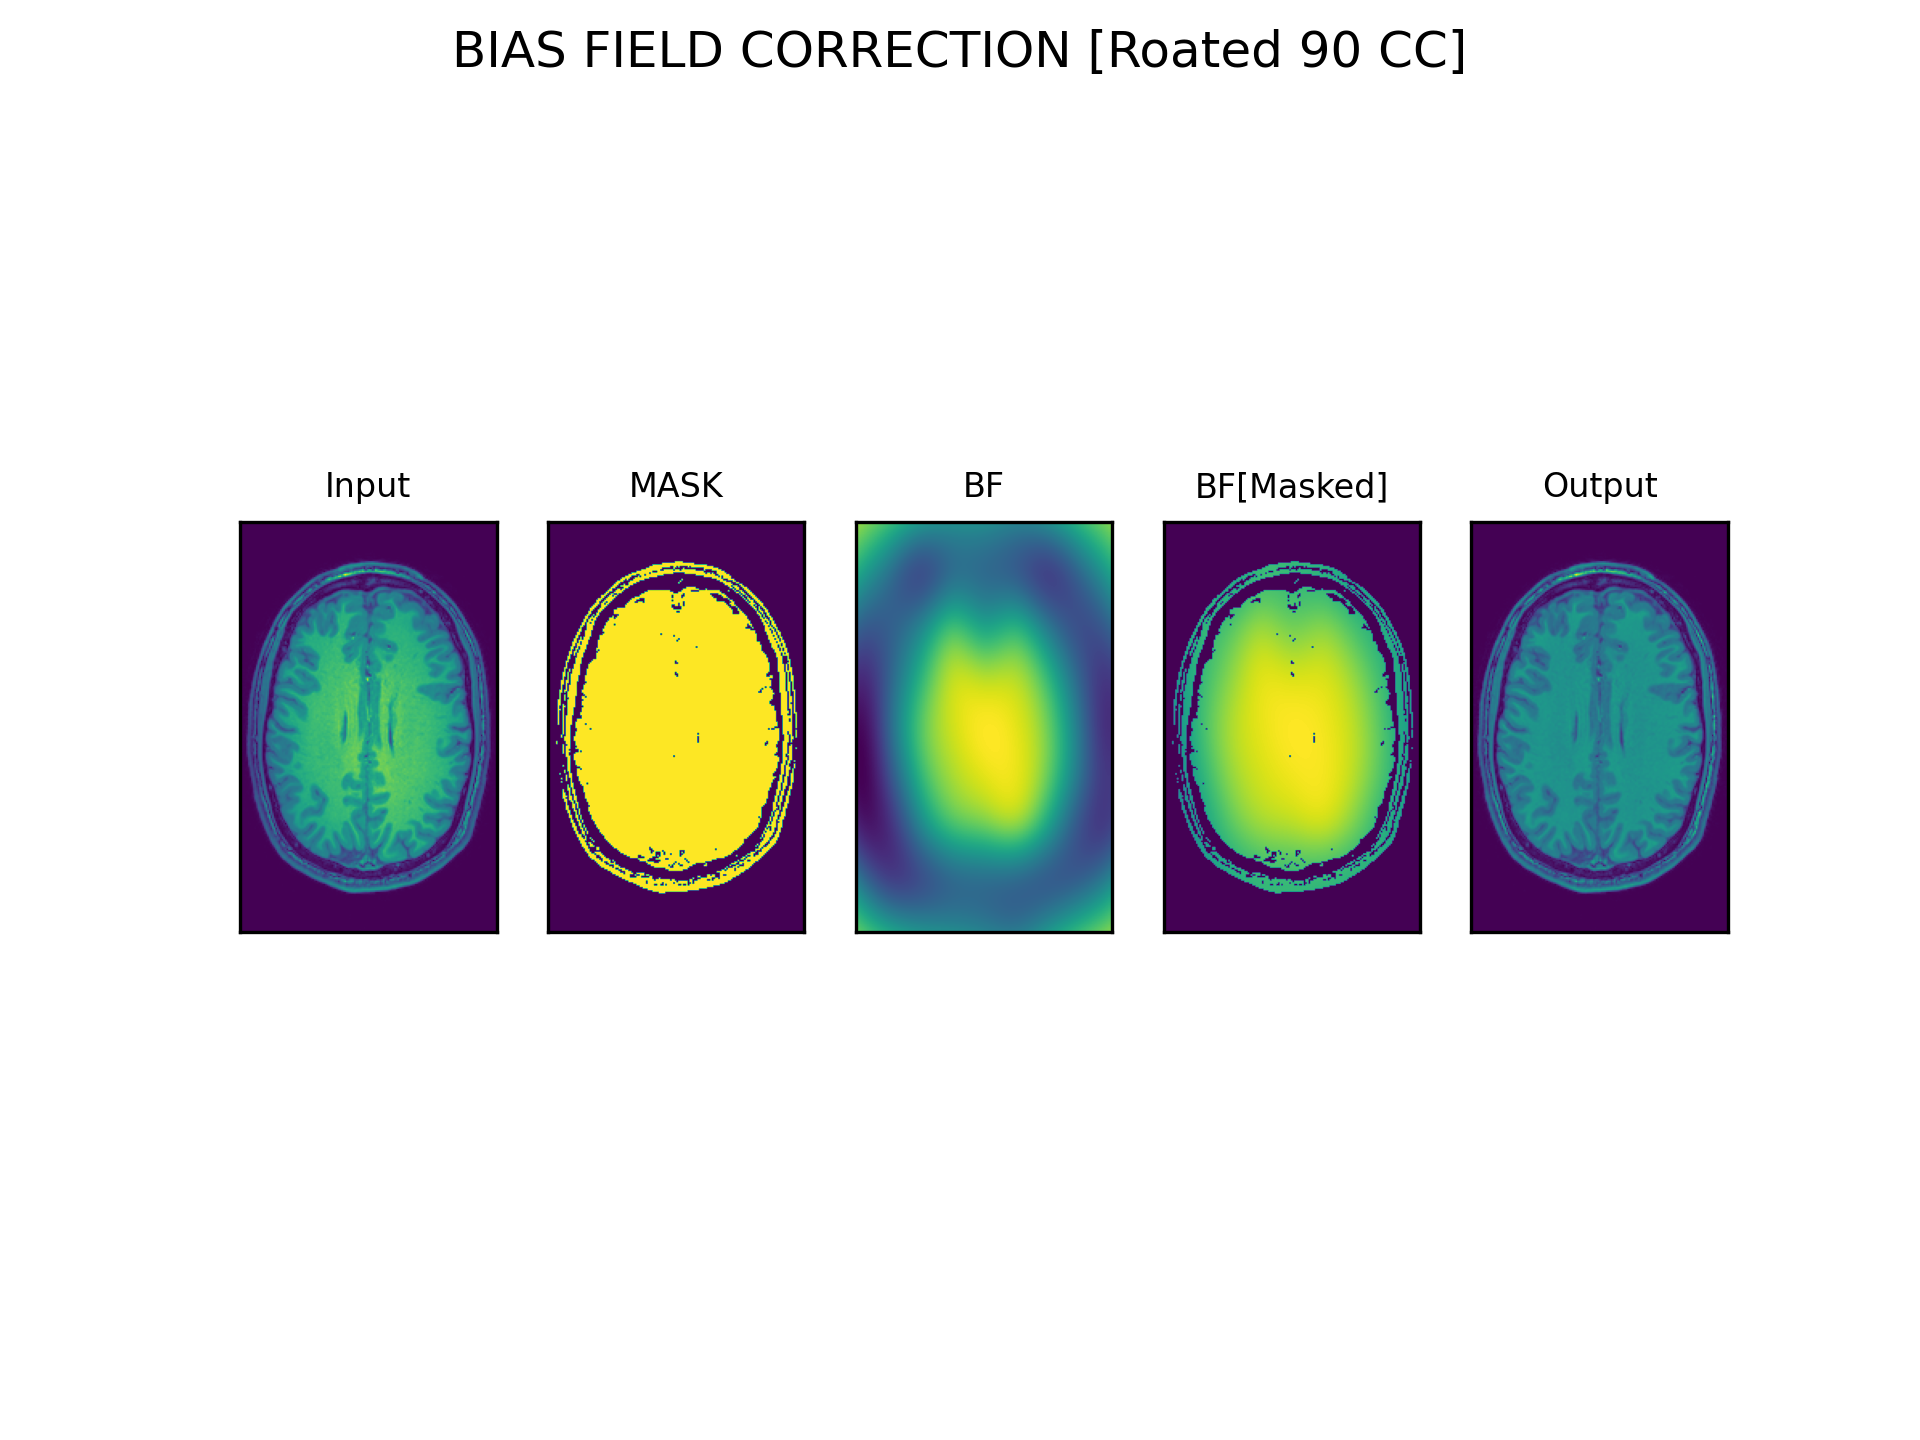 BIAS FIELD CORRECTION [Roated 90 CC]
Input
MASK
BF
BF[Masked]
Output